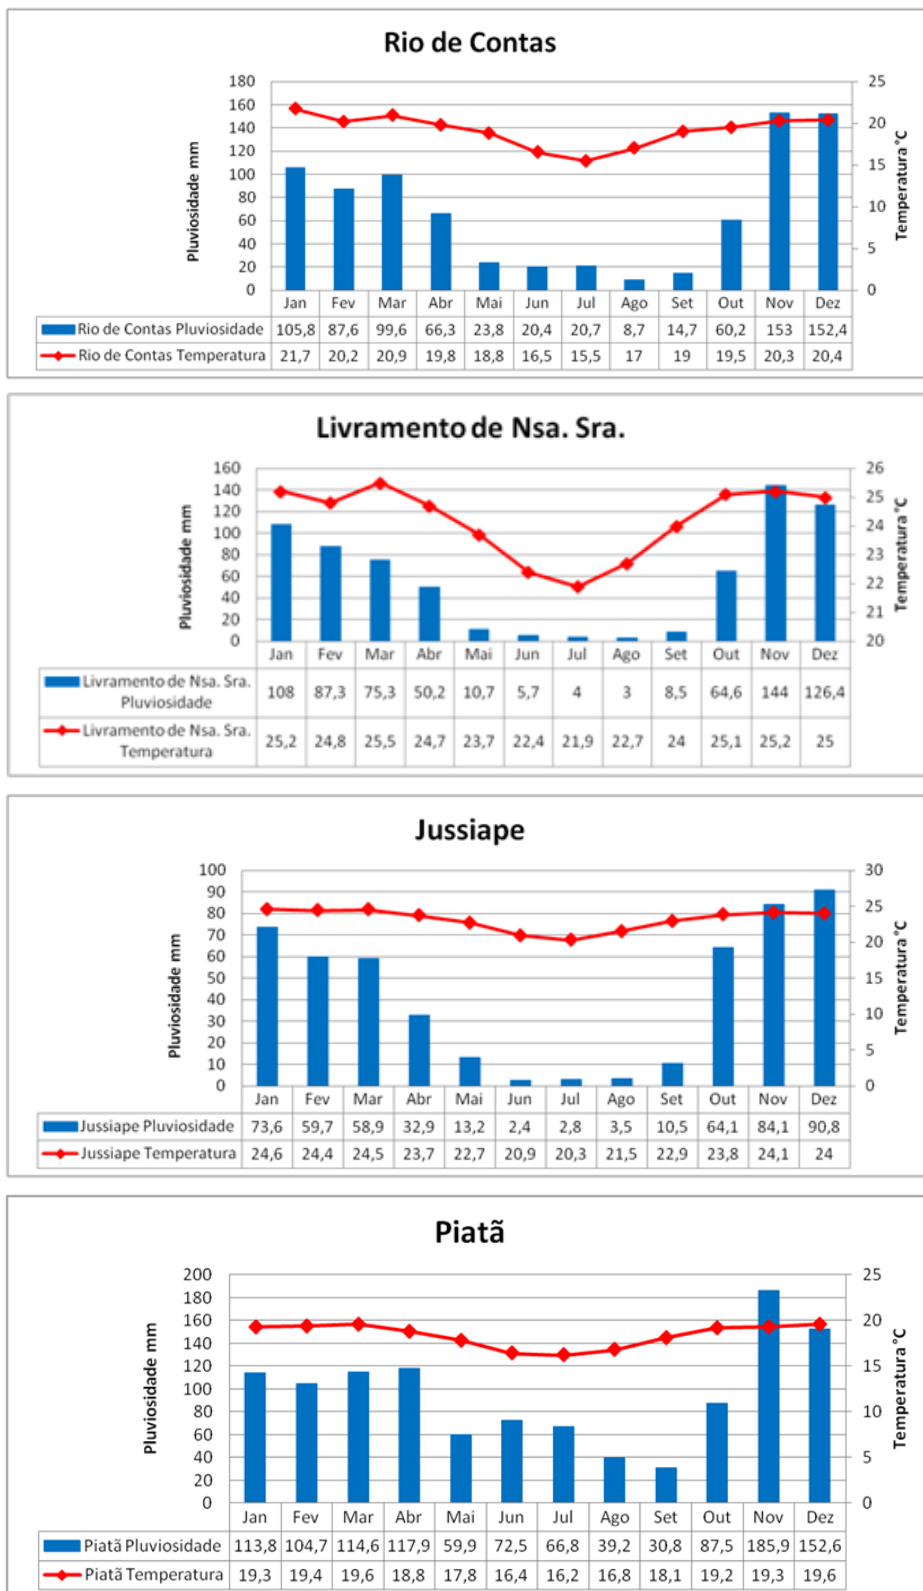 Rio de Contas
Pluviosidade mm
Temperatura °C
180 25
160
140 20
120
100 15
80 10
60
40 5
20
0 0
Jan Fev Mar Abr Mai Jun Jul Ago Set Out Nov Dez
Rio de Contas Pluviosidade 105,8 87,6 99,6 66,3 23,8 20,4 20,7 8,7 14,7 60,2 153 152,4
Rio de Contas Temperatura 21,7 20,2 20,9 19,8 18,8 16,5 15,5 17 19 19,5 20,3 20,4
Livramento de Nsa. Sra.
Pluviosidade mm
Temperatura °C
160 26
140 25
120 24
100
80 23
60 22
40
20 21
0 20
Jan Fev Mar Abr Mai Jun Jul Ago Set Out Nov Dez
Livramento de Nsa. Sra.
Pluviosidade 108 87,3 75,3 50,2 10,7 5,7 4 3 8,5 64,6 144 126,4
Livramento de Nsa. Sra.
Temperatura 25,2 24,8 25,5 24,7 23,7 22,4 21,9 22,7 24 25,1 25,2 25
Jussiape
Pluviosidade mm
Temperatura °C
100 30
90
80 25
70 20
60
50 15
40
30 10
20 5
10
0 0
Jan Fev Mar Abr Mai Jun Jul Ago Set Out Nov Dez
Jussiape Pluviosidade 73,6 59,7 58,9 32,9 13,2 2,4 2,8 3,5 10,5 64,1 84,1 90,8
Jussiape Temperatura 24,6 24,4 24,5 23,7 22,7 20,9 20,3 21,5 22,9 23,8 24,1 24
Piatã
Pluviosidade mm
Temperatura °C
200 25
180
160 20
140
120 15
100
80 10
60
40 5
20
0 0
Jan Fev Mar Abr Mai Jun Jul Ago Set Out Nov Dez
Piatã Pluviosidade 113,8 104,7 114,6 117,9 59,9 72,5 66,8 39,2 30,8 87,5 185,9 152,6
Piatã Temperatura 19,3 19,4 19,6 18,8 17,8 16,4 16,2 16,8 18,1 19,2 19,3 19,6